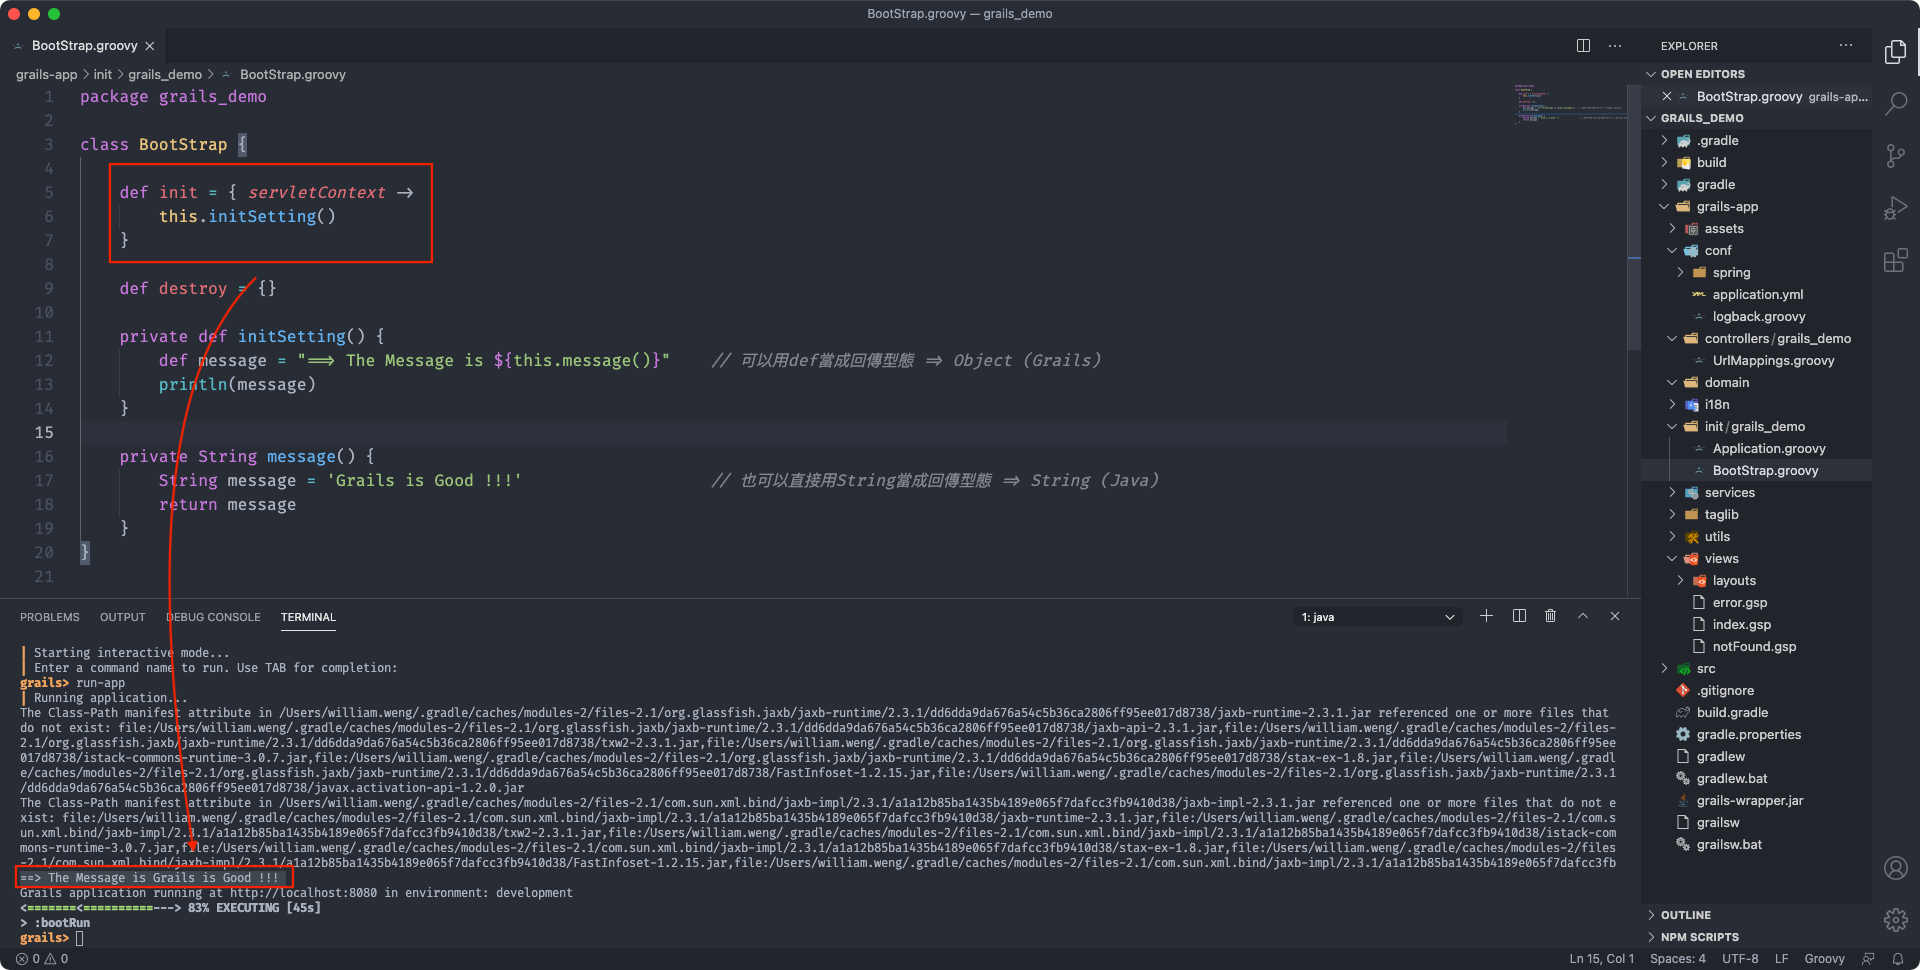 BootStrap.groovy — grails_demo
BootStrap.groovy
EXPLORER
grails-app > init > grails_demo > BootStrap.groovy
1 package grails_demo
2
3 class BootStrap {
4
5 def init = { servletContext ->
6 this.initSetting()
7 }
8
9 def destroy = {}
10
11 private def initSetting() {
12 def message = "==> The Message is ${this.message()}" // 可以用def當成回傳型態 => Object (Grails)
13 println(message)
14 }
15
16 private String message() {
17 String message = 'Grails is Good !!!' // 也可以直接用String當成回傳型態 => String (Java)
18 return message
19 }
20 }
21
PROBLEMS OUTPUT DEBUG CONSOLE TERMINAL
1: java
| Starting interactive mode...
| Enter a command name to run. Use TAB for completion:
grails> run-app
| Running application...
The Class-Path manifest attribute in /Users/william.weng/.gradle/caches/modules-2/files-2.1/org.glassfish.jaxb/jaxb-runtime/2.3.1/dd6dda9da676a54c5b36ca2806ff95ee017d8738/jaxb-runtime-2.3.1.jar referenced one or more files that
do not exist: file:/Users/william.weng/.gradle/caches/modules-2/files-2.1/org.glassfish.jaxb/jaxb-runtime/2.3.1/dd6dda9da676a54c5b36ca2806ff95ee017d8738/jaxb-api-2.3.1.jar,file:/Users/william.weng/.gradle/caches/modules-2/files-
2.1/org.glassfish.jaxb/jaxb-runtime/2.3.1/dd6dda9da676a54c5b36ca2806ff95ee017d8738/txw2-2.3.1.jar,file:/Users/william.weng/.gradle/caches/modules-2/files-2.1/org.glassfish.jaxb/jaxb-runtime/2.3.1/dd6dda9da676a54c5b36ca2806ff95ee
017d8738/istack-commons-runtime-3.0.7.jar,file:/Users/william.weng/.gradle/caches/modules-2/files-2.1/org.glassfish.jaxb/jaxb-runtime/2.3.1/dd6dda9da676a54c5b36ca2806ff95ee017d8738/stax-ex-1.8.jar,file:/Users/william.weng/.gradl
e/caches/modules-2/files-2.1/org.glassfish.jaxb/jaxb-runtime/2.3.1/dd6dda9da676a54c5b36ca2806ff95ee017d8738/FastInfoset-1.2.15.jar,file:/Users/william.weng/.gradle/caches/modules-2/files-2.1/org.glassfish.jaxb/jaxb-runtime/2.3.1
/dd6dda9da676a54c5b36ca2806ff95ee017d8738/javax.activation-api-1.2.0.jar
The Class-Path manifest attribute in /Users/william.weng/.gradle/caches/modules-2/files-2.1/com.sun.xml.bind/jaxb-impl/2.3.1/a1a12b85ba1435b4189e065f7dafcc3fb9410d38/jaxb-impl-2.3.1.jar referenced one or more files that do not e
xist: file:/Users/william.weng/.gradle/caches/modules-2/files-2.1/com.sun.xml.bind/jaxb-impl/2.3.1/a1a12b85ba1435b4189e065f7dafcc3fb9410d38/jaxb-runtime-2.3.1.jar,file:/Users/william.weng/.gradle/caches/modules-2/files-2.1/com.s
un.xml.bind/jaxb-impl/2.3.1/a1a12b85ba1435b4189e065f7dafcc3fb9410d38/txw2-2.3.1.jar,file:/Users/william.weng/.gradle/caches/modules-2/files-2.1/com.sun.xml.bind/jaxb-impl/2.3.1/a1a12b85ba1435b4189e065f7dafcc3fb9410d38/istack-com
mons-runtime-3.0.7.jar,file:/Users/william.weng/.gradle/caches/modules-2/files-2.1/com.sun.xml.bind/jaxb-impl/2.3.1/a1a12b85ba1435b4189e065f7dafcc3fb9410d38/stax-ex-1.8.jar,file:/Users/william.weng/.gradle/caches/modules-2/files
-2.1/com.sun.xml.bind/jaxb-impl/2.3.1/a1a12b85ba1435b4189e065f7dafcc3fb9410d38/FastInfoset-1.2.15.jar,file:/Users/william.weng/.gradle/caches/modules-2/files-2.1/com.sun.xml.bind/jaxb-impl/2.3.1/a1a12b85ba1435b4189e065f7dafcc3fb
==> The Message is Grails is Good !!!
Grails application running at http://localhost:8080 in environment: development
<=======<==========---> 83% EXECUTING [45s]
> :bootRun
grails>
OPEN EDITORS
BootStrap.groovy grails-ap...
GRAILS_DEMO
.gradle
build
gradle
grails-app
assets
conf
spring
application.yml
logback.groovy
controllers/grails_demo
UrlMappings.groovy
domain
i18n
init/grails_demo
Application.groovy
BootStrap.groovy
services
taglib
utils
views
layouts
error.gsp
index.gsp
notFound.gsp
src
.gitignore
build.gradle
gradle.properties
gradlew
gradlew.bat
grails-wrapper.jar
grailsw
grailsw.bat
OUTLINE
NPM SCRIPTS
0 0
Ln 15, Col 1 Spaces: 4 UTF-8 LF Groovy